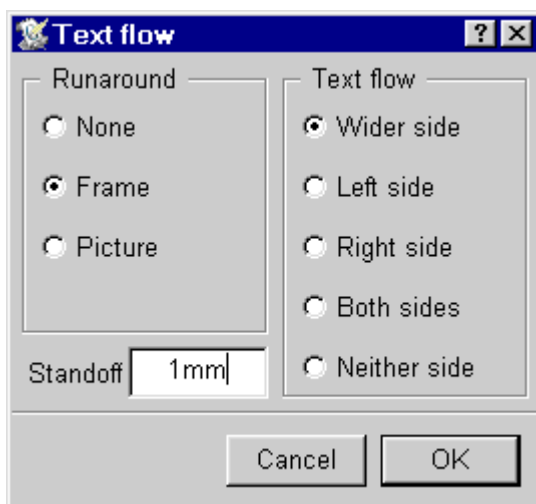 Text flow
Runaround
None
Frame
Picture
Standoff 1mm
Text flow
Wider side
Left side
Right side
Both sides
Neither side
Cancel OK